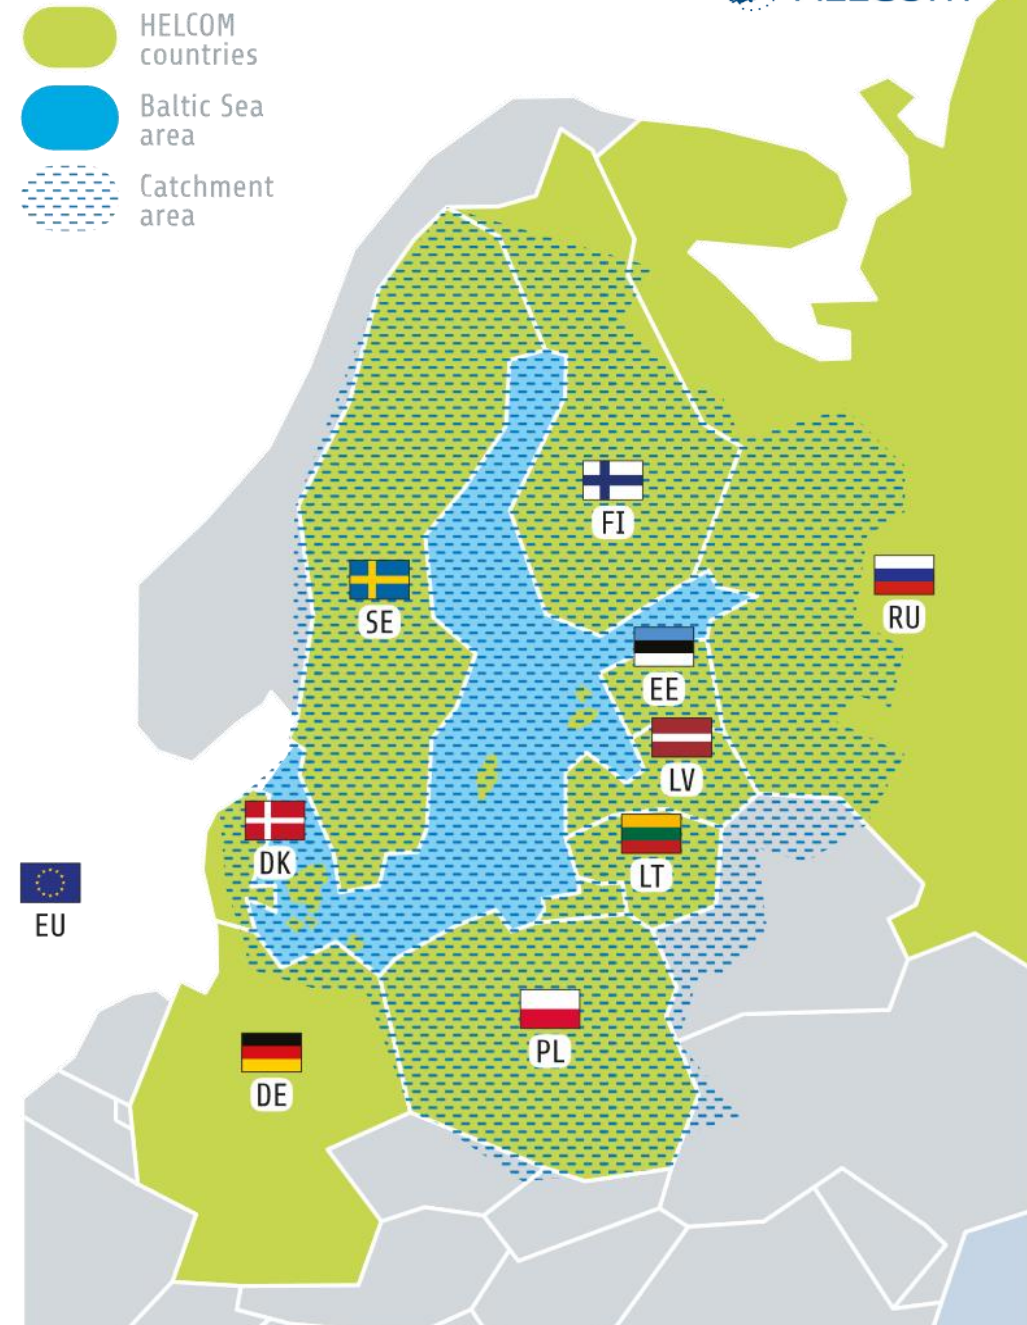 HELCOM
countries
Baltic Sea
area
Catchment
area
FI
SE
RU
EE
LV
DK
LT
EU
PL
DE